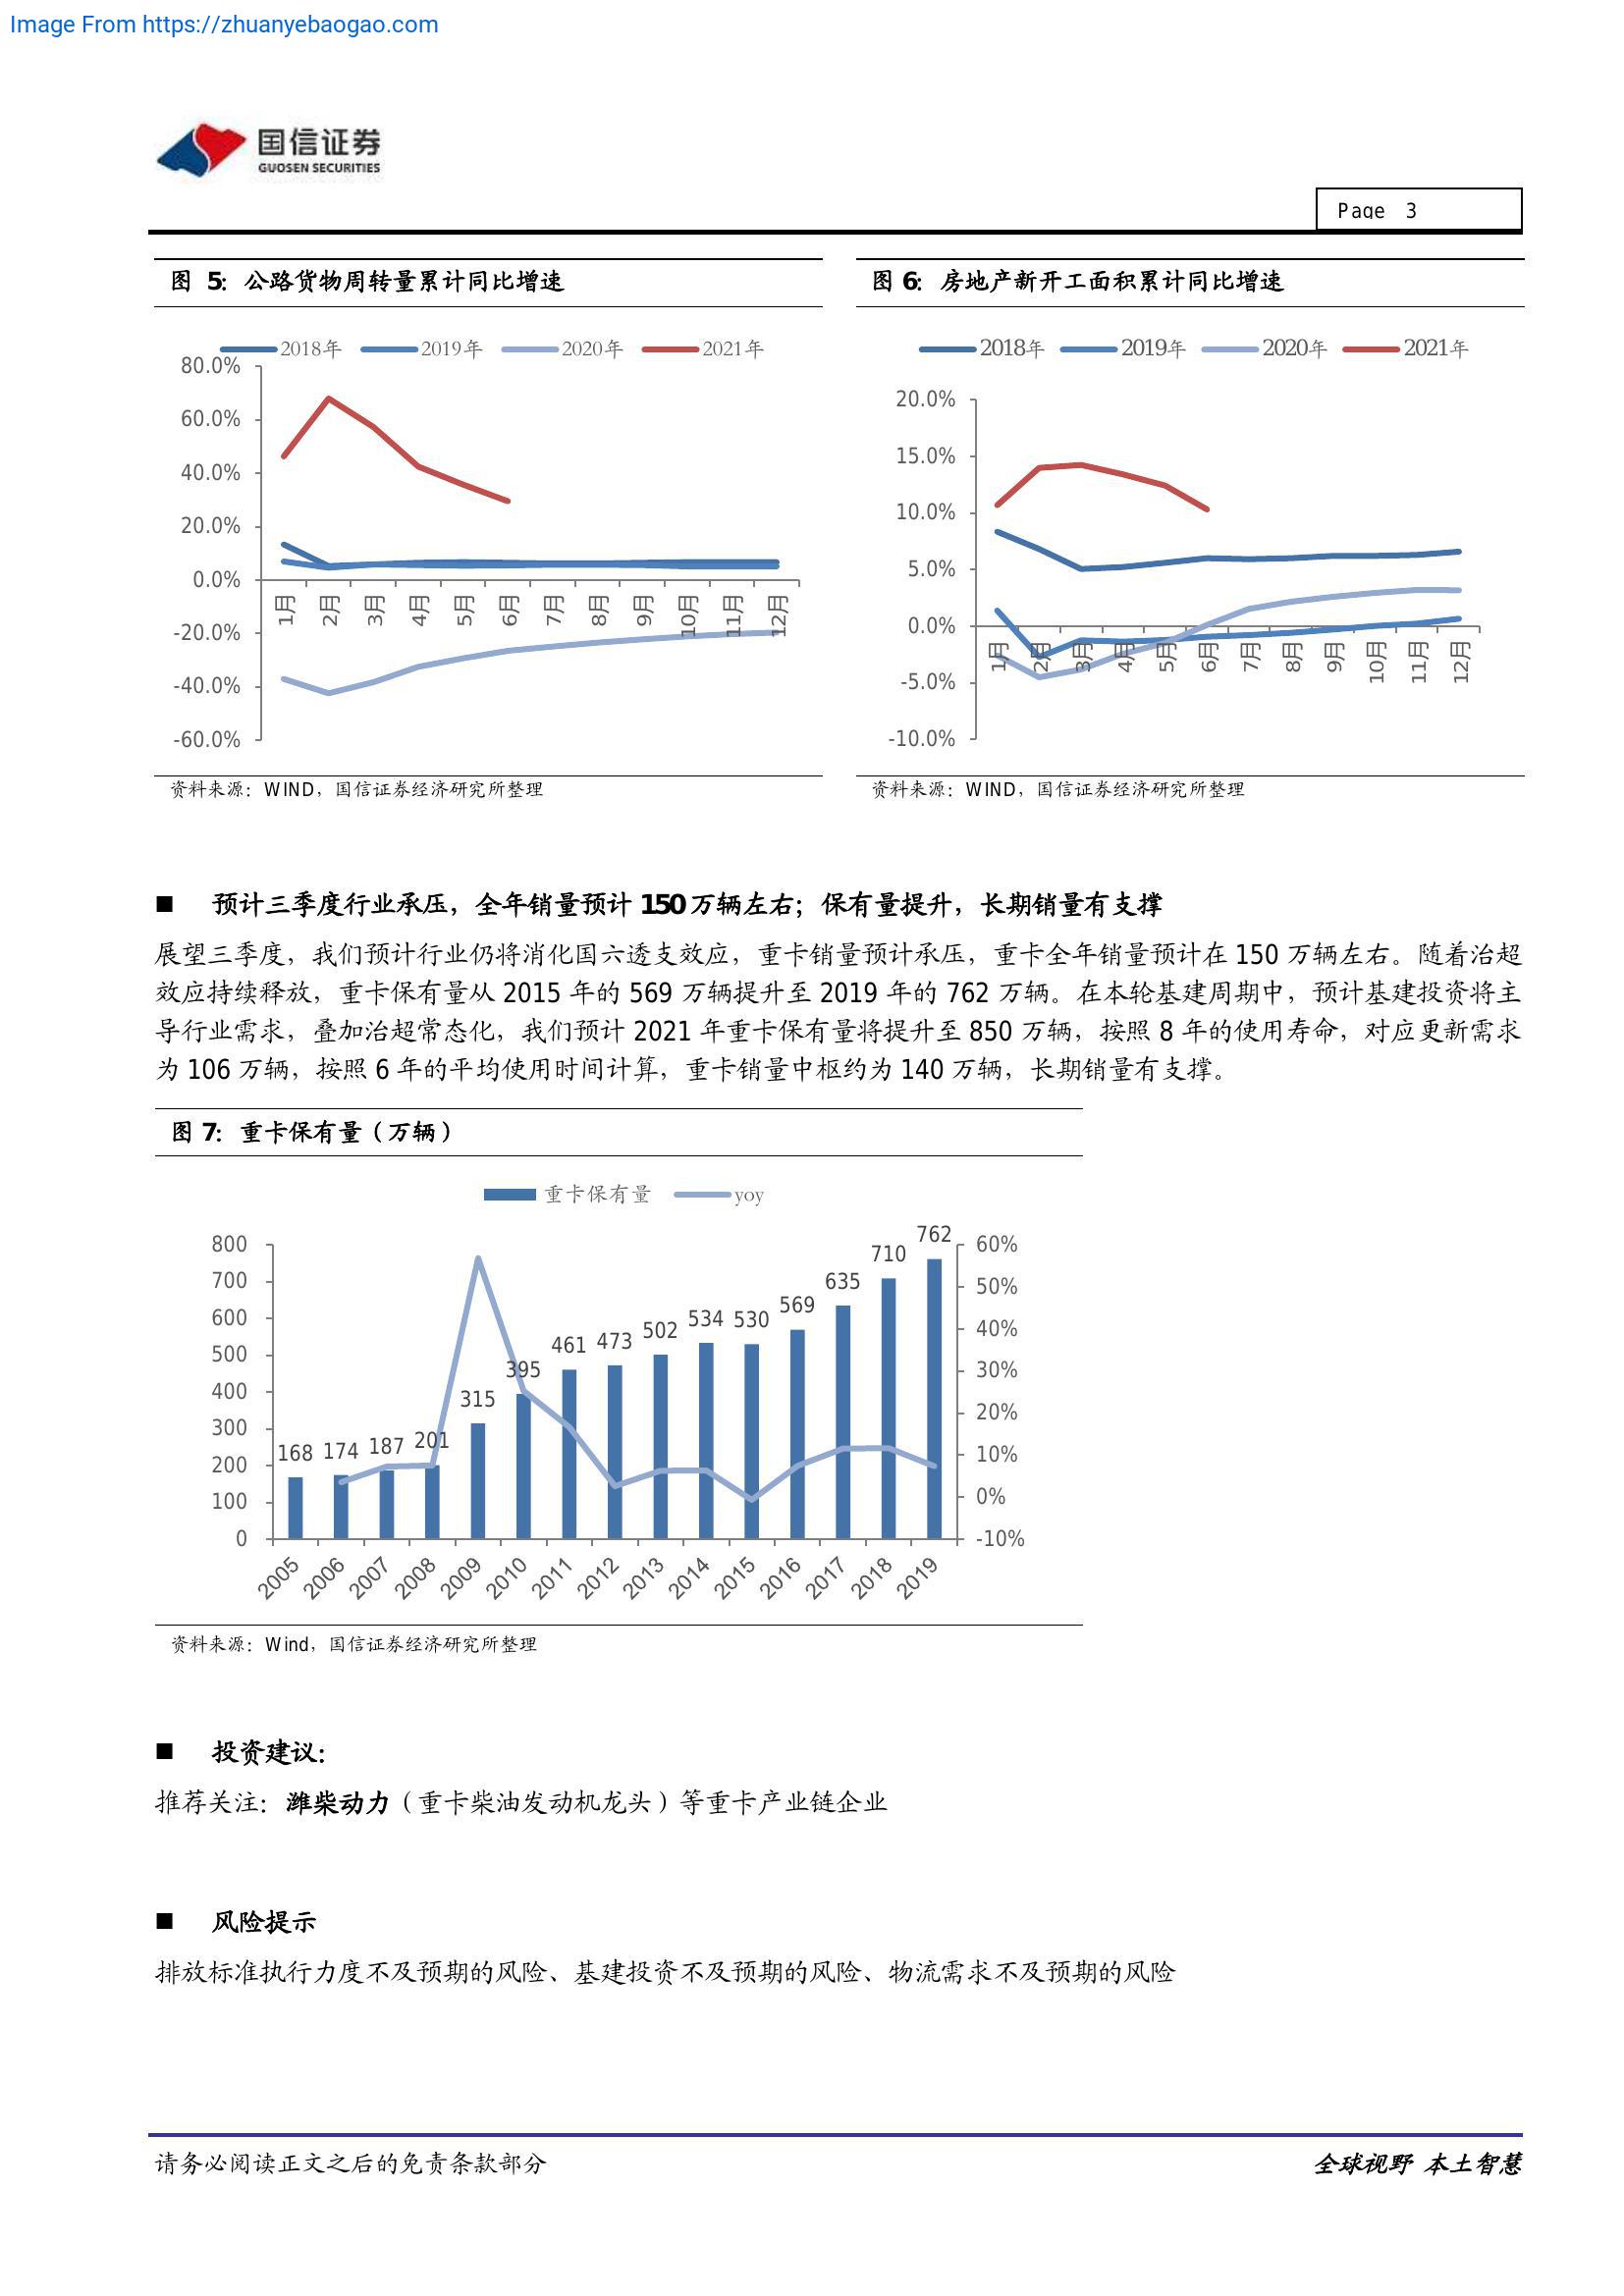 Image From https://zhuanyebaogao.com
国信证券
GUOSEN SECURITIES
Page 3
图 5：公路货物周转量累计同比增速
2018年 2019年 2020年 2021年
80.0%
60.0%
40.0%
20.0%
0.0%
-20.0%
-40.0%
-60.0%
1月 2月 3月 4月 5月 6月 7月 8月 9月 10月 11月 12月
资料来源：WIND，国信证券经济研究所整理
图 6：房地产新开工面积累计同比增速
2018年 2019年 2020年 2021年
20.0%
15.0%
10.0%
5.0%
0.0%
-5.0%
-10.0%
1月 2月 3月 4月 5月 6月 7月 8月 9月 10月 11月 12月
资料来源：WIND，国信证券经济研究所整理
■ 预计三季度行业承压，全年销量预计 150 万辆左右；保有量提升，长期销量有支撑
展望三季度，我们预计行业仍将消化国六透支效应，重卡销量预计承压，重卡全年销量预计在 150 万辆左右。随着治超
效应持续释放，重卡保有量从 2015 年的 569 万辆提升至 2019 年的 762 万辆。在本轮基建周期中，预计基建投资将主
导行业需求，叠加治超常态化，我们预计 2021 年重卡保有量将提升至 850 万辆，按照 8 年的使用寿命，对应更新需求
为 106 万辆，按照 6 年的平均使用时间计算，重卡销量中枢约为 140 万辆，长期销量有支撑。
图 7：重卡保有量（万辆）
重卡保有量 yoy
800
700
600
500
400
300
200
100
0
168 174 187 201 315 395 461 473 502 534 530 569 635 710 762
60%
50%
40%
30%
20%
10%
0%
-10%
2005 2006 2007 2008 2009 2010 2011 2012 2013 2014 2015 2016 2017 2018 2019
资料来源：Wind，国信证券经济研究所整理
■ 投资建议：
推荐关注：潍柴动力（重卡柴油发动机龙头）等重卡产业链企业
■ 风险提示
排放标准执行力度不及预期的风险、基建投资不及预期的风险、物流需求不及预期的风险
请务必阅读正文之后的免责条款部分
全球视野 本土智慧